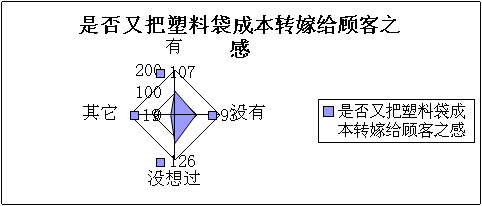 是否又把塑料袋成本转嫁给顾客之
感
有
200 107
100
其它 19 0 93 没有
126
没想过
是否又把塑料袋成
本转嫁给顾客之感